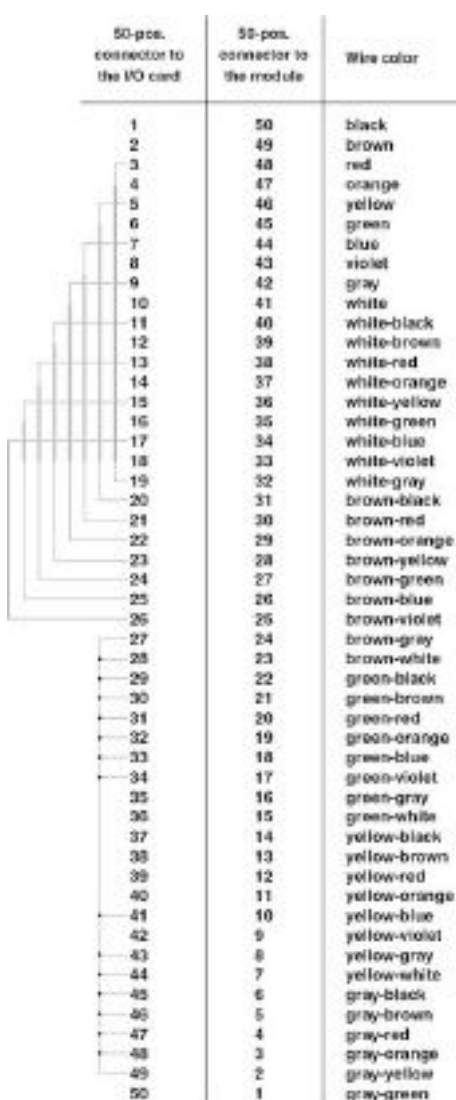 50-pos. connector to the I/O card | 50-pos. connector to the module | Wire color
1 50 black
2 49 brown
3 48 red
4 47 orange
5 46 yellow
6 45 green
7 44 blue
8 43 violet
9 42 gray
10 41 white
11 40 white-black
12 39 white-brown
13 38 white-red
14 37 white-orange
15 36 white-yellow
16 35 white-green
17 34 white-blue
18 33 white-violet
19 32 white-gray
20 31 brown-black
21 30 brown-red
22 29 brown-orange
23 28 brown-yellow
24 27 brown-green
25 26 brown-blue
26 25 brown-violet
27 24 brown-gray
28 23 brown-white
29 22 green-black
30 21 green-brown
31 20 green-red
32 19 green-orange
33 18 green-blue
34 17 green-violet
35 16 green-gray
36 15 green-white
37 14 yellow-black
38 13 yellow-brown
39 12 yellow-red
40 11 yellow-orange
41 10 yellow-blue
42 9 yellow-violet
43 8 yellow-gray
44 7 yellow-white
45 6 gray-black
46 5 gray-brown
47 4 gray-red
48 3 gray-orange
49 2 gray-yellow
50 1 gray-green